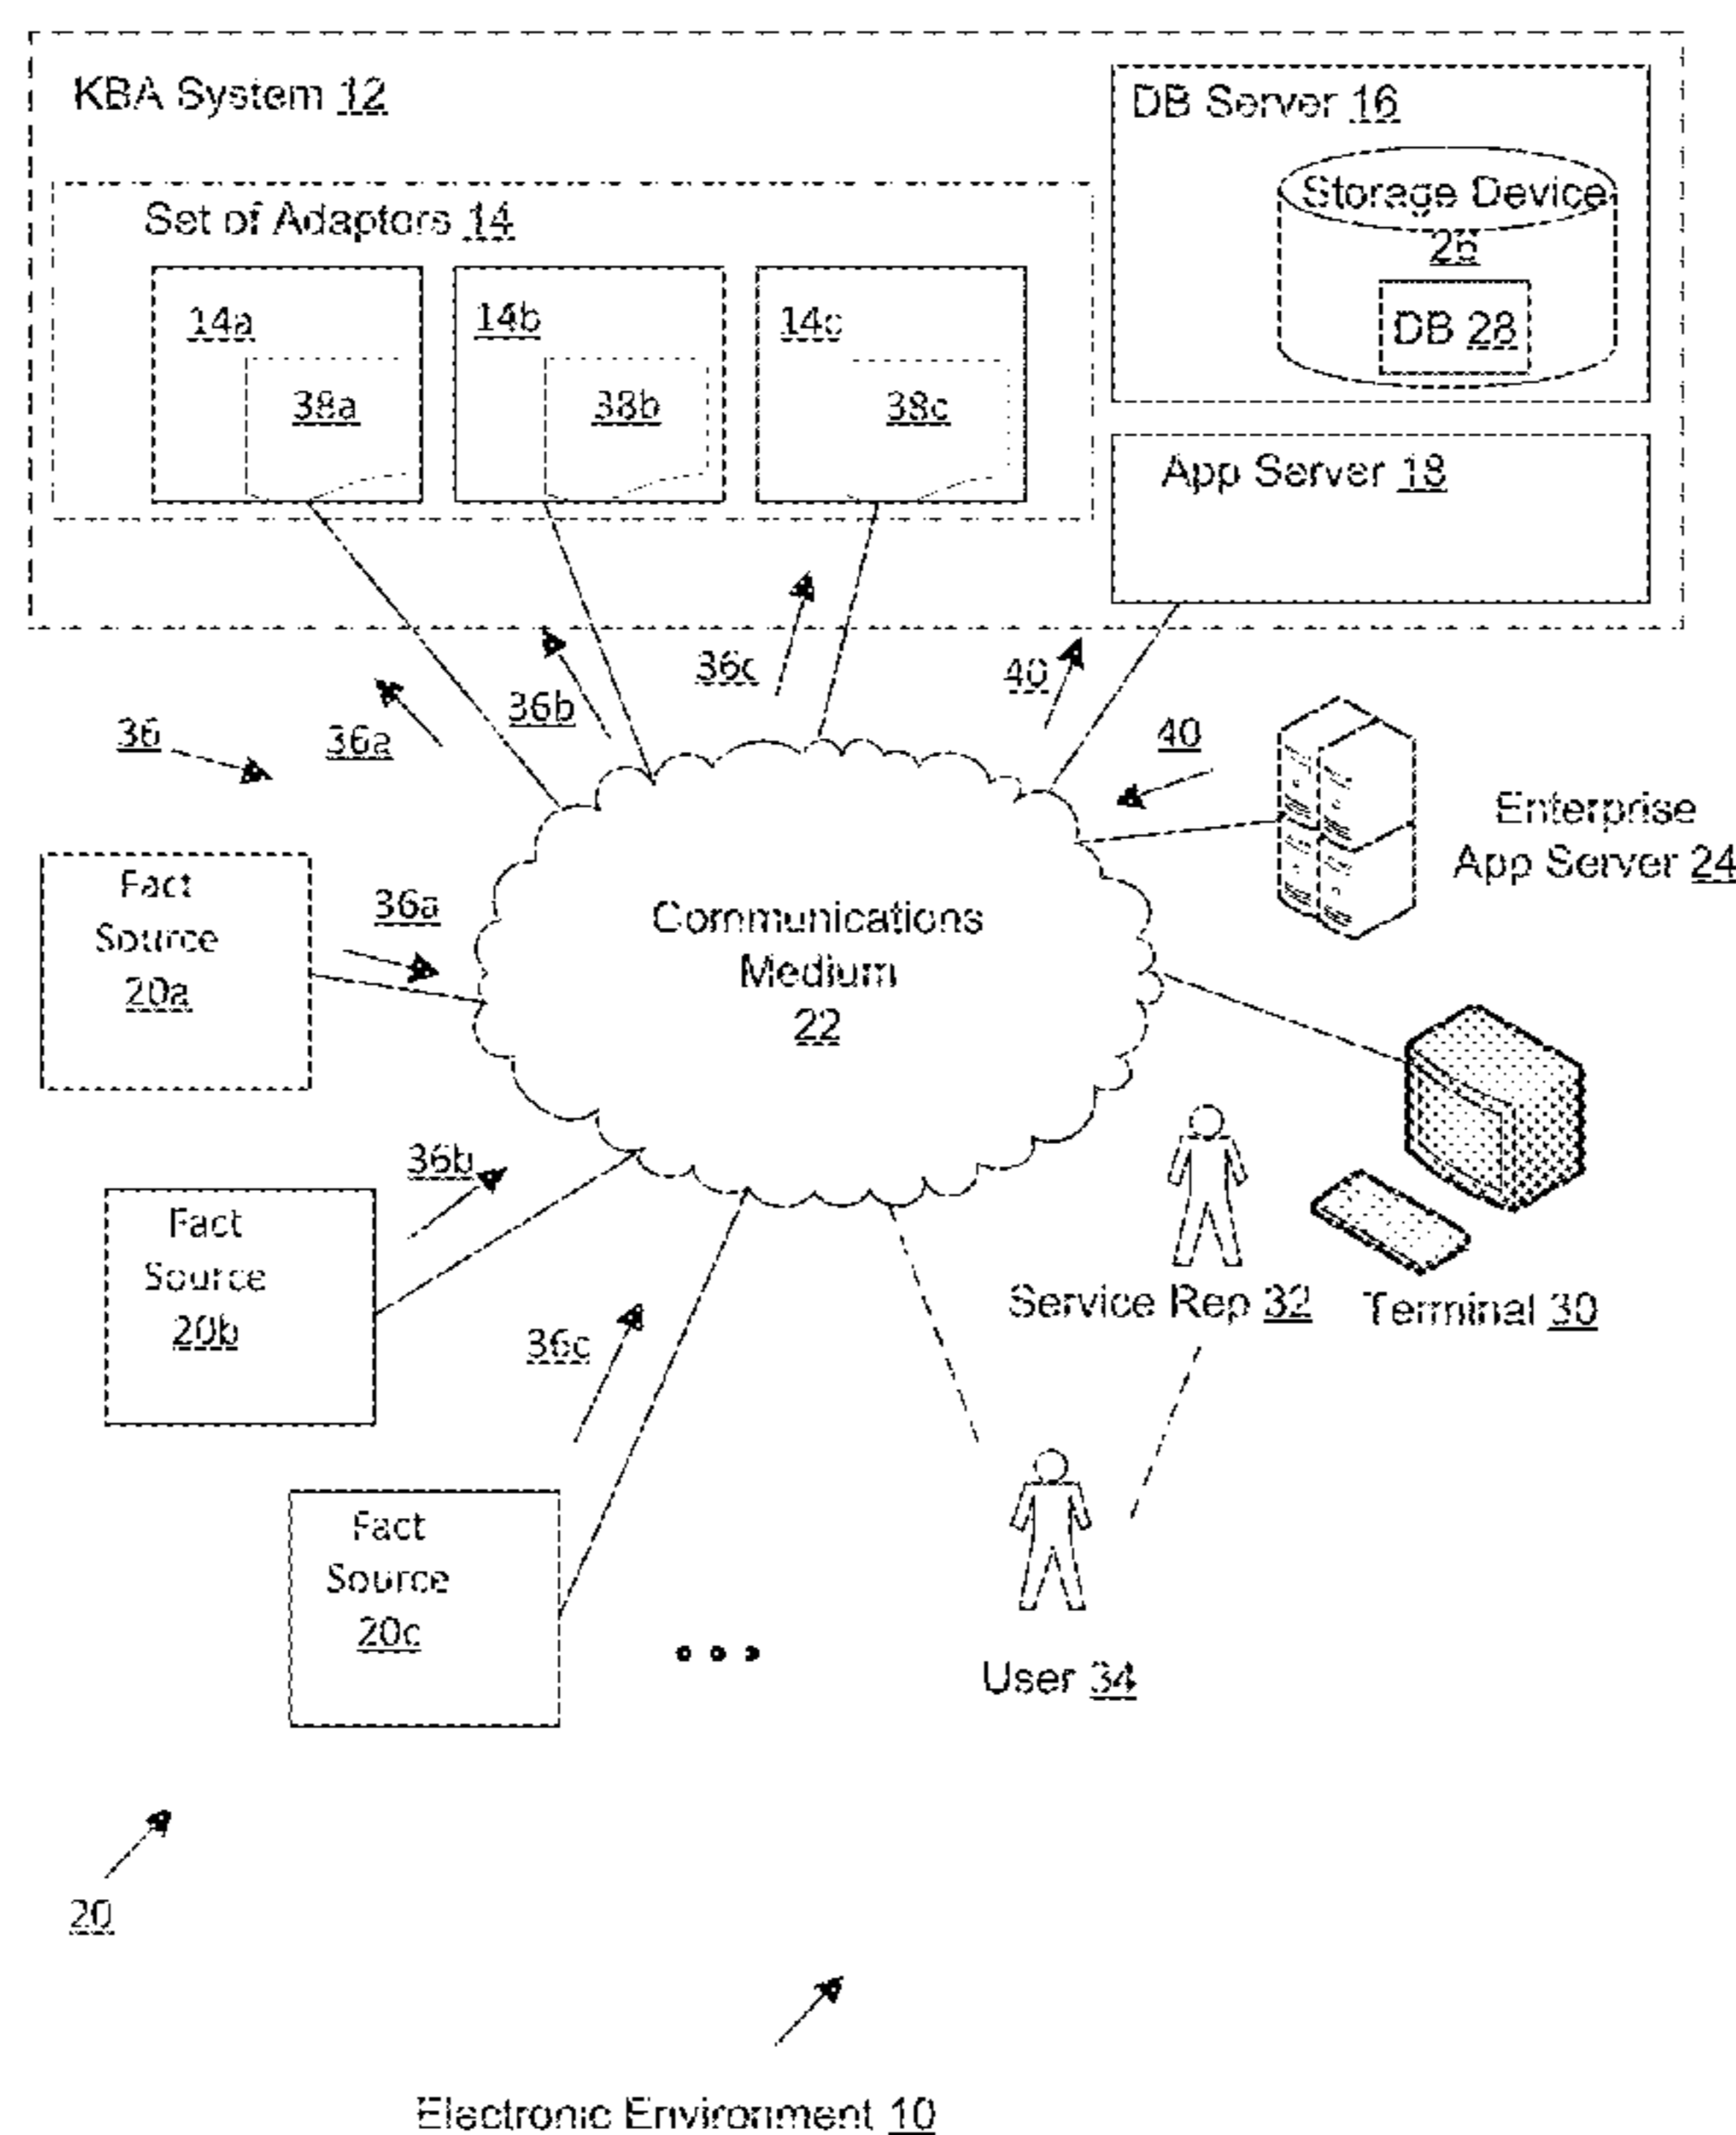 KBA System 12
DB Server 16
Storage Device
26
DB 28
Set of Adaptors 14
14a
14b
14c
38a
38b
38c
App Server 18
36
36a
36b
36c
40
40
Enterprise
App Server 24
Fact
Source
20a
36a
Communications
Medium
22
36b
Fact
Source
20b
36c
Service Rep 32
Terminal 30
Fact
Source
20c
User 34
20
Electronic Environment 10